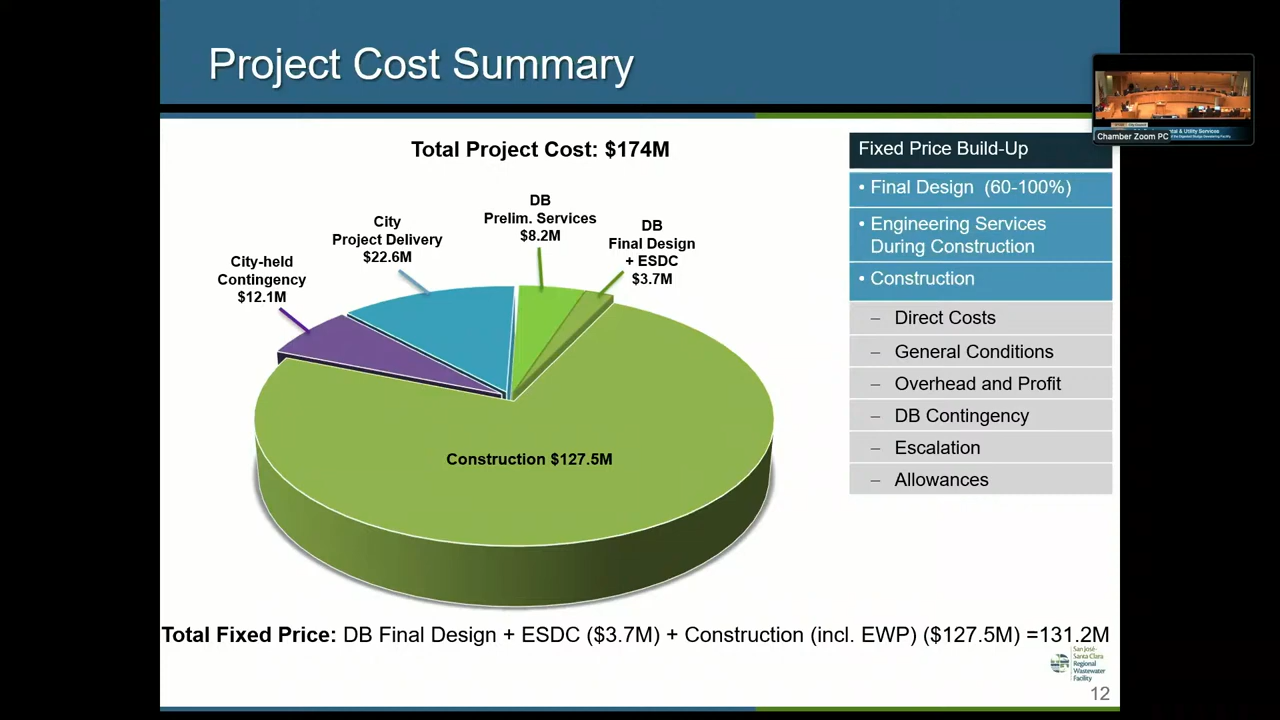 Project Cost Summary
Chamber Zoom PC
tal & Utility Services
Total Project Cost: $174M
Fixed Price Build-Up
• Final Design (60-100%)
• Engineering Services
During Construction
• Construction
– Direct Costs
– General Conditions
– Overhead and Profit
– DB Contingency
– Escalation
– Allowances
City-held
Contingency
$12.1M
City
Project Delivery
$22.6M
DB
Prelim. Services
$8.2M
DB
Final Design
+ ESDC
$3.7M
Construction $127.5M
Total Fixed Price: DB Final Design + ESDC ($3.7M) + Construction (incl. EWP) ($127.5M) =131.2M
San José-
Santa Clara
Regional
Wastewater
Facility
12